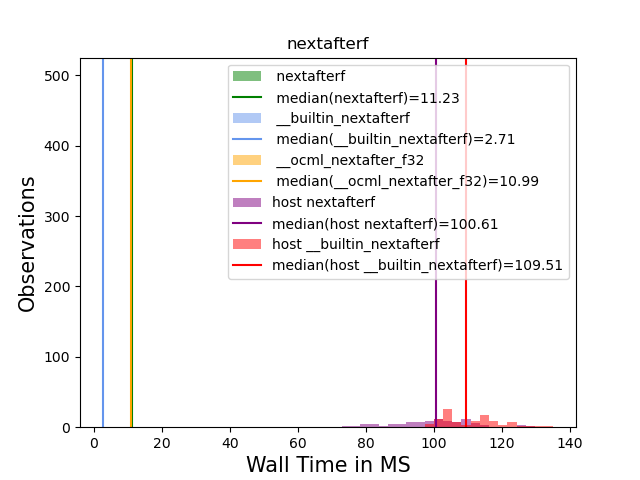 nextafterf
500
400
300
200
100
0
Observations
nextafterf
median(nextafterf)=11.23
__builtin_nextafterf
median(__builtin_nextafterf)=2.71
__ocml_nextafter_f32
median(__ocml_nextafter_f32)=10.99
host nextafterf
median(host nextafterf)=100.61
host __builtin_nextafterf
median(host __builtin_nextafterf)=109.51
0 20 40 60 80 100 120 140
Wall Time in MS